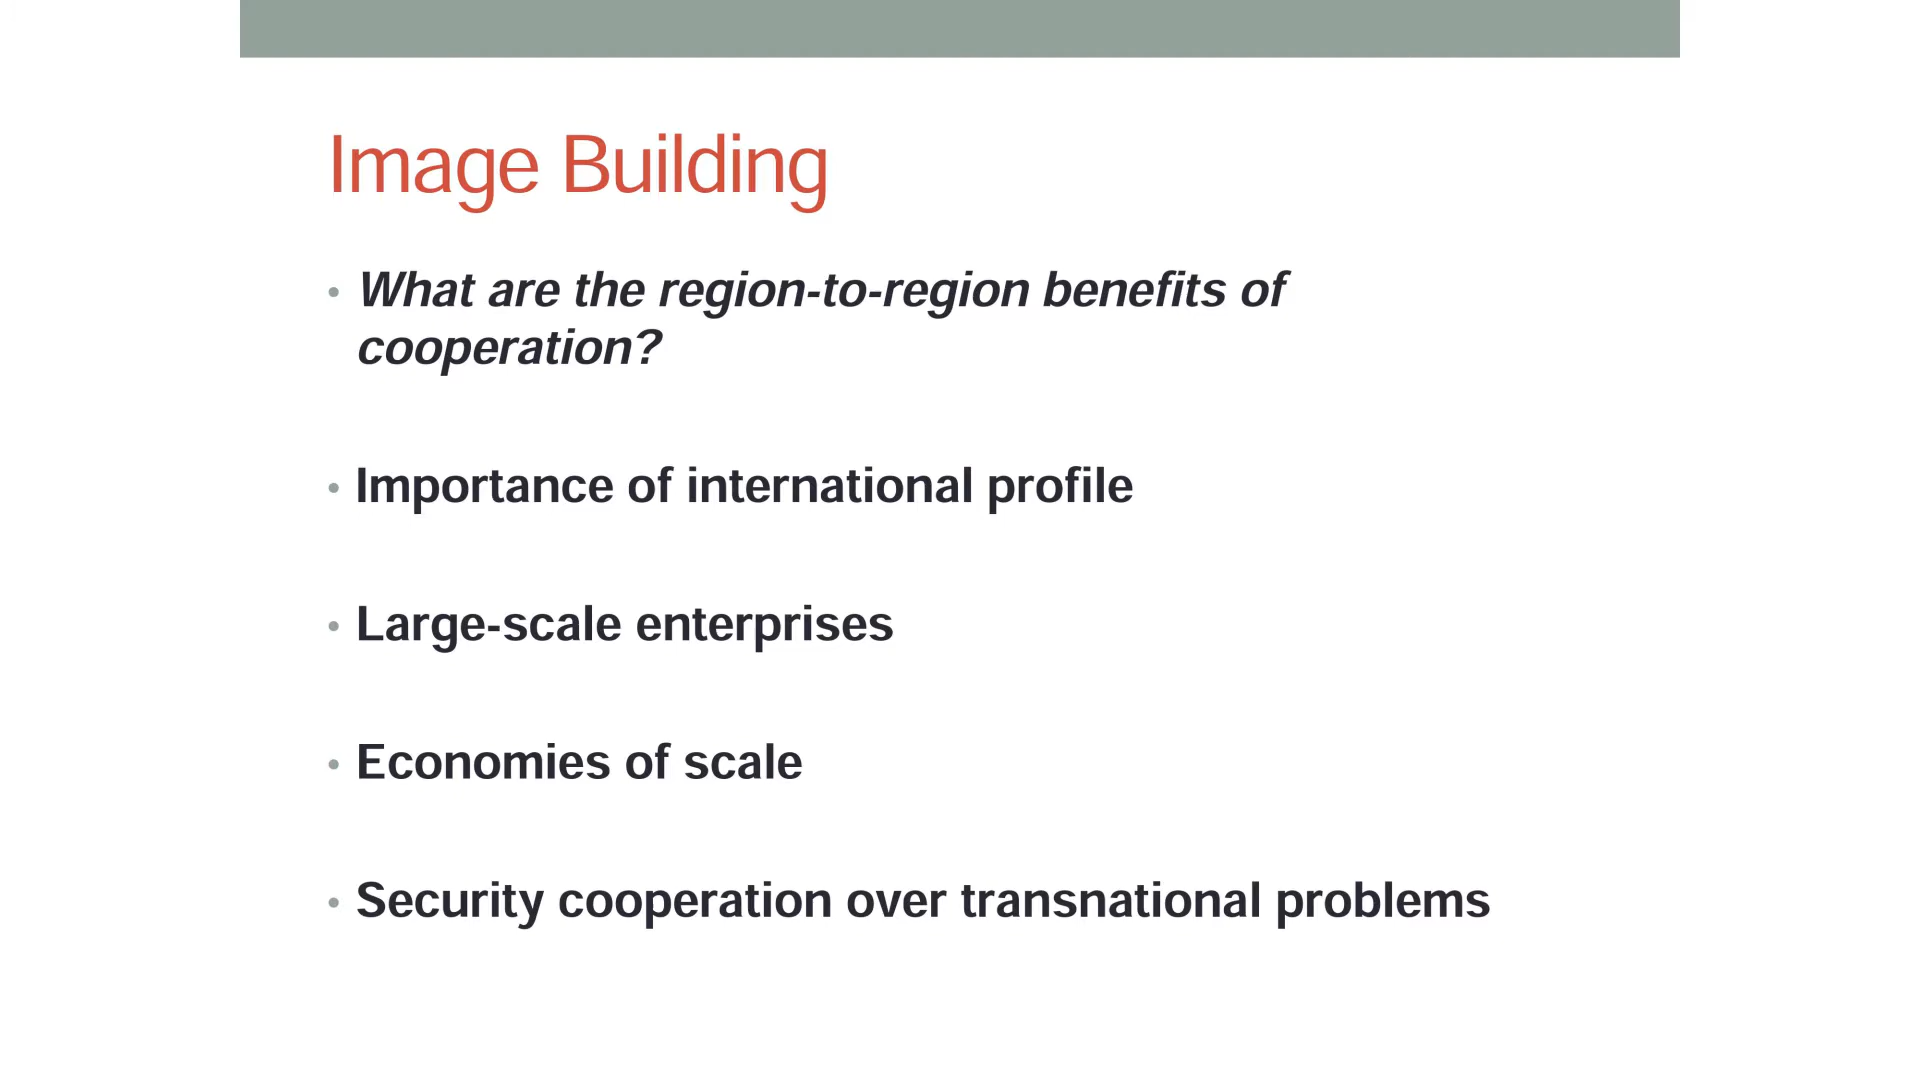 Image Building
• What are the region-to-region benefits of
cooperation?
• Importance of international profile
• Large-scale enterprises
• Economies of scale
• Security cooperation over transnational problems